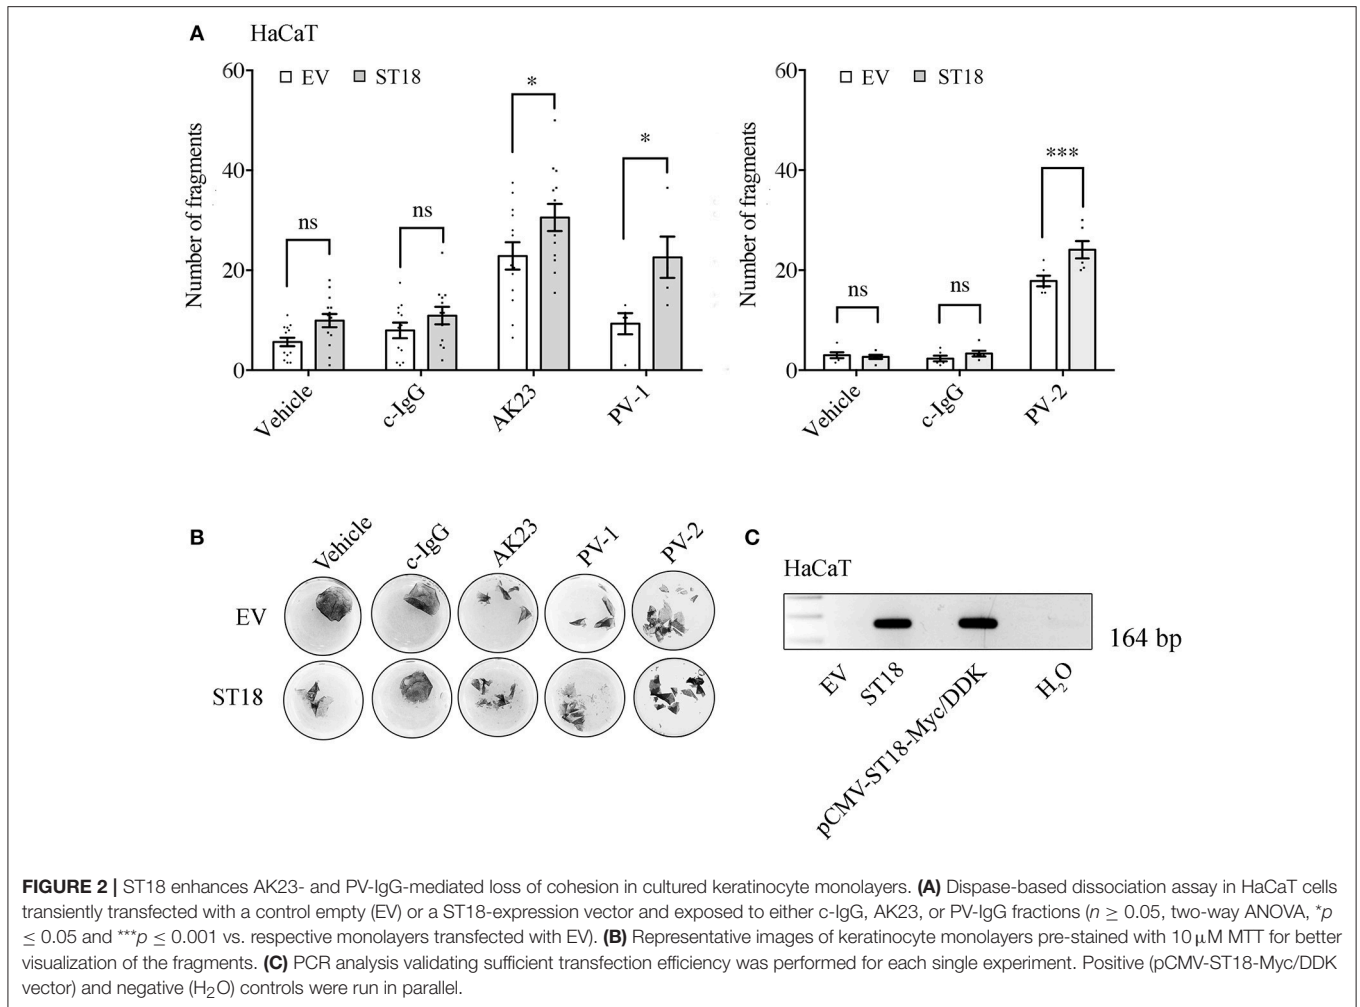 A HaCaT
60
40
20
0
Number of fragments
EV ST18
ns
ns
*
*
Vehicle
c-IgG
AK23
PV-1
60
40
20
0
Number of fragments
EV ST18
ns
ns
***
Vehicle
c-IgG
PV-2
B
Vehicle c-IgG AK23 PV-1 PV-2
EV
ST18
C
HaCaT
164 bp
EV ST18 pCMV-ST18-Myc/DDK H₂O
FIGURE 2 | ST18 enhances AK23- and PV-IgG-mediated loss of cohesion in cultured keratinocyte monolayers. (A) Dispase-based dissociation assay in HaCaT cells
transiently transfected with a control empty (EV) or a ST18-expression vector and exposed to either c-IgG, AK23, or PV-IgG fractions (n ≥ 0.05, two-way ANOVA, *p
≤ 0.05 and ***p ≤ 0.001 vs. respective monolayers transfected with EV). (B) Representative images of keratinocyte monolayers pre-stained with 10 μM MTT for better
visualization of the fragments. (C) PCR analysis validating sufficient transfection efficiency was performed for each single experiment. Positive (pCMV-ST18-Myc/DDK
vector) and negative (H₂O) controls were run in parallel.